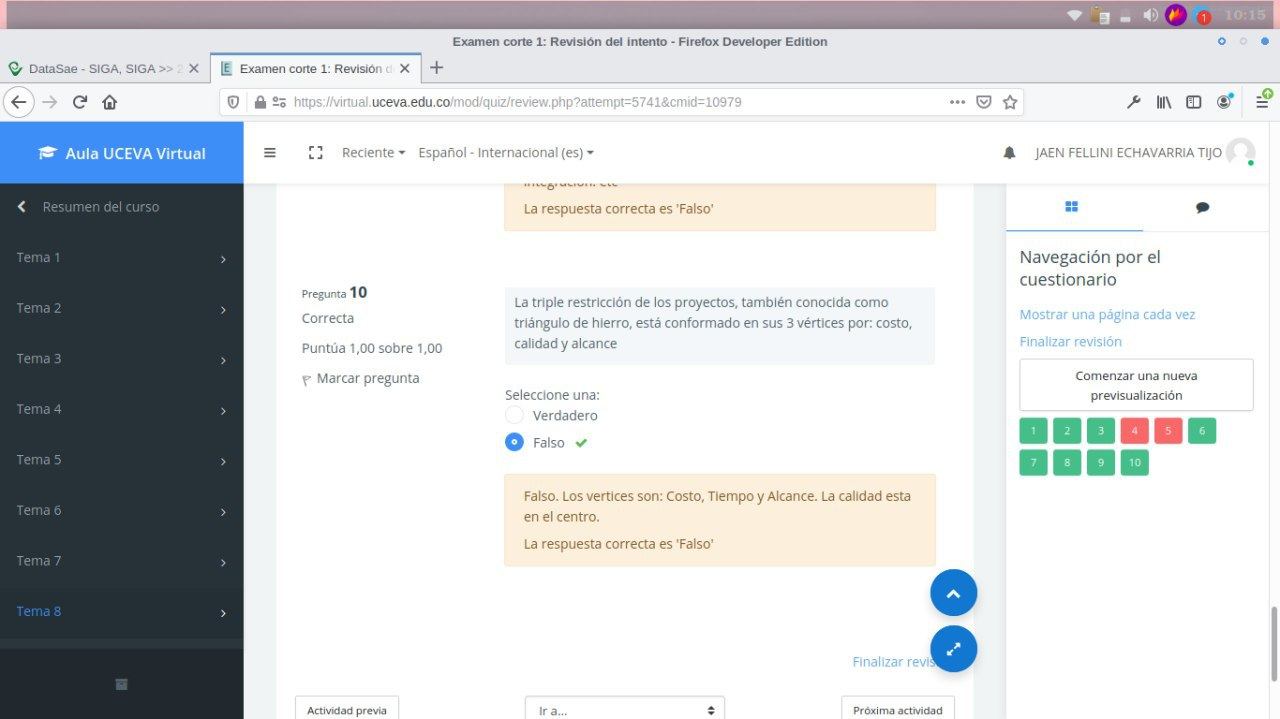 10:15
Examen corte 1: Revisión del intento - Firefox Developer Edition
DataSae - SIGA, SIGA >> 2
Examen corte 1: Revisión d
https://virtual.uceva.edu.co/mod/quiz/review.php?attempt=5741&cmid=10979
Aula UCEVA Virtual
Reciente
Español - Internacional (es)
JAEN FELLINI ECHAVARRIA TIJO
Resumen del curso
Tema 1
Tema 2
Tema 3
Tema 4
Tema 5
Tema 6
Tema 7
Tema 8
integración. etc
La respuesta correcta es 'Falso'
Pregunta 10
Correcta
Puntúa 1,00 sobre 1,00
Marcar pregunta
La triple restricción de los proyectos, también conocida como
triángulo de hierro, está conformado en sus 3 vértices por: costo,
calidad y alcance
Seleccione una:
Verdadero
Falso
Falso. Los vertices son: Costo, Tiempo y Alcance. La calidad esta
en el centro.
La respuesta correcta es 'Falso'
Finalizar revis
Actividad previa
Ir a...
Próxima actividad
Navegación por el
cuestionario
Mostrar una página cada vez
Finalizar revisión
Comenzar una nueva
previsualización
1 2 3 4 5 6
7 8 9 10